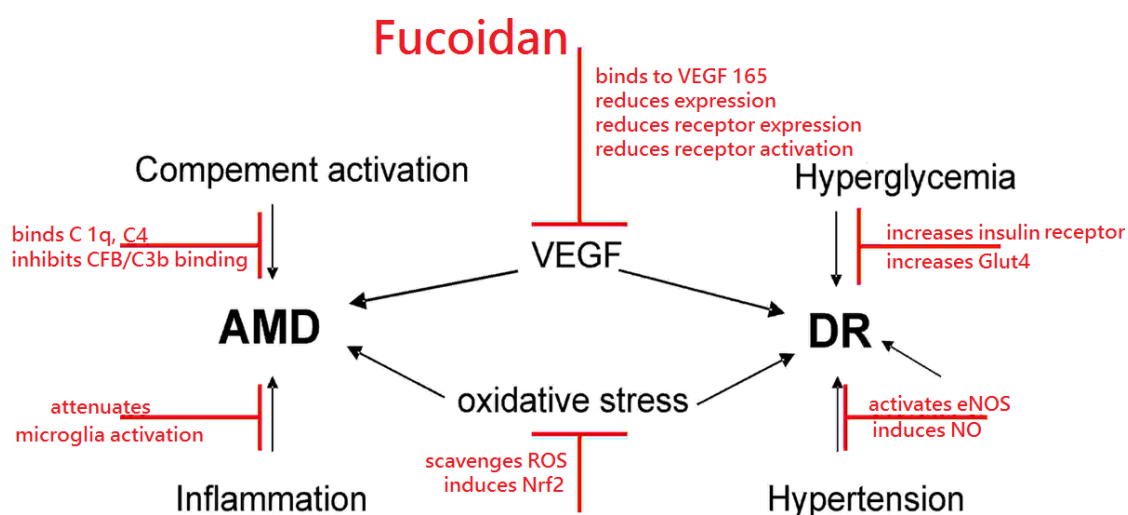 Fucoidan
binds to VEGF 165
reduces expression
reduces receptor expression
reduces receptor activation
Compement activation
Hyperglycemia
binds C 1q, C4
inhibits CFB/C3b binding
VEGF
increases insulin receptor
increases Glut4
AMD
DR
oxidative stress
attenuates
microglia activation
activates eNOS
induces NO
scavenges ROS
induces Nrf2
Inflammation
Hypertension